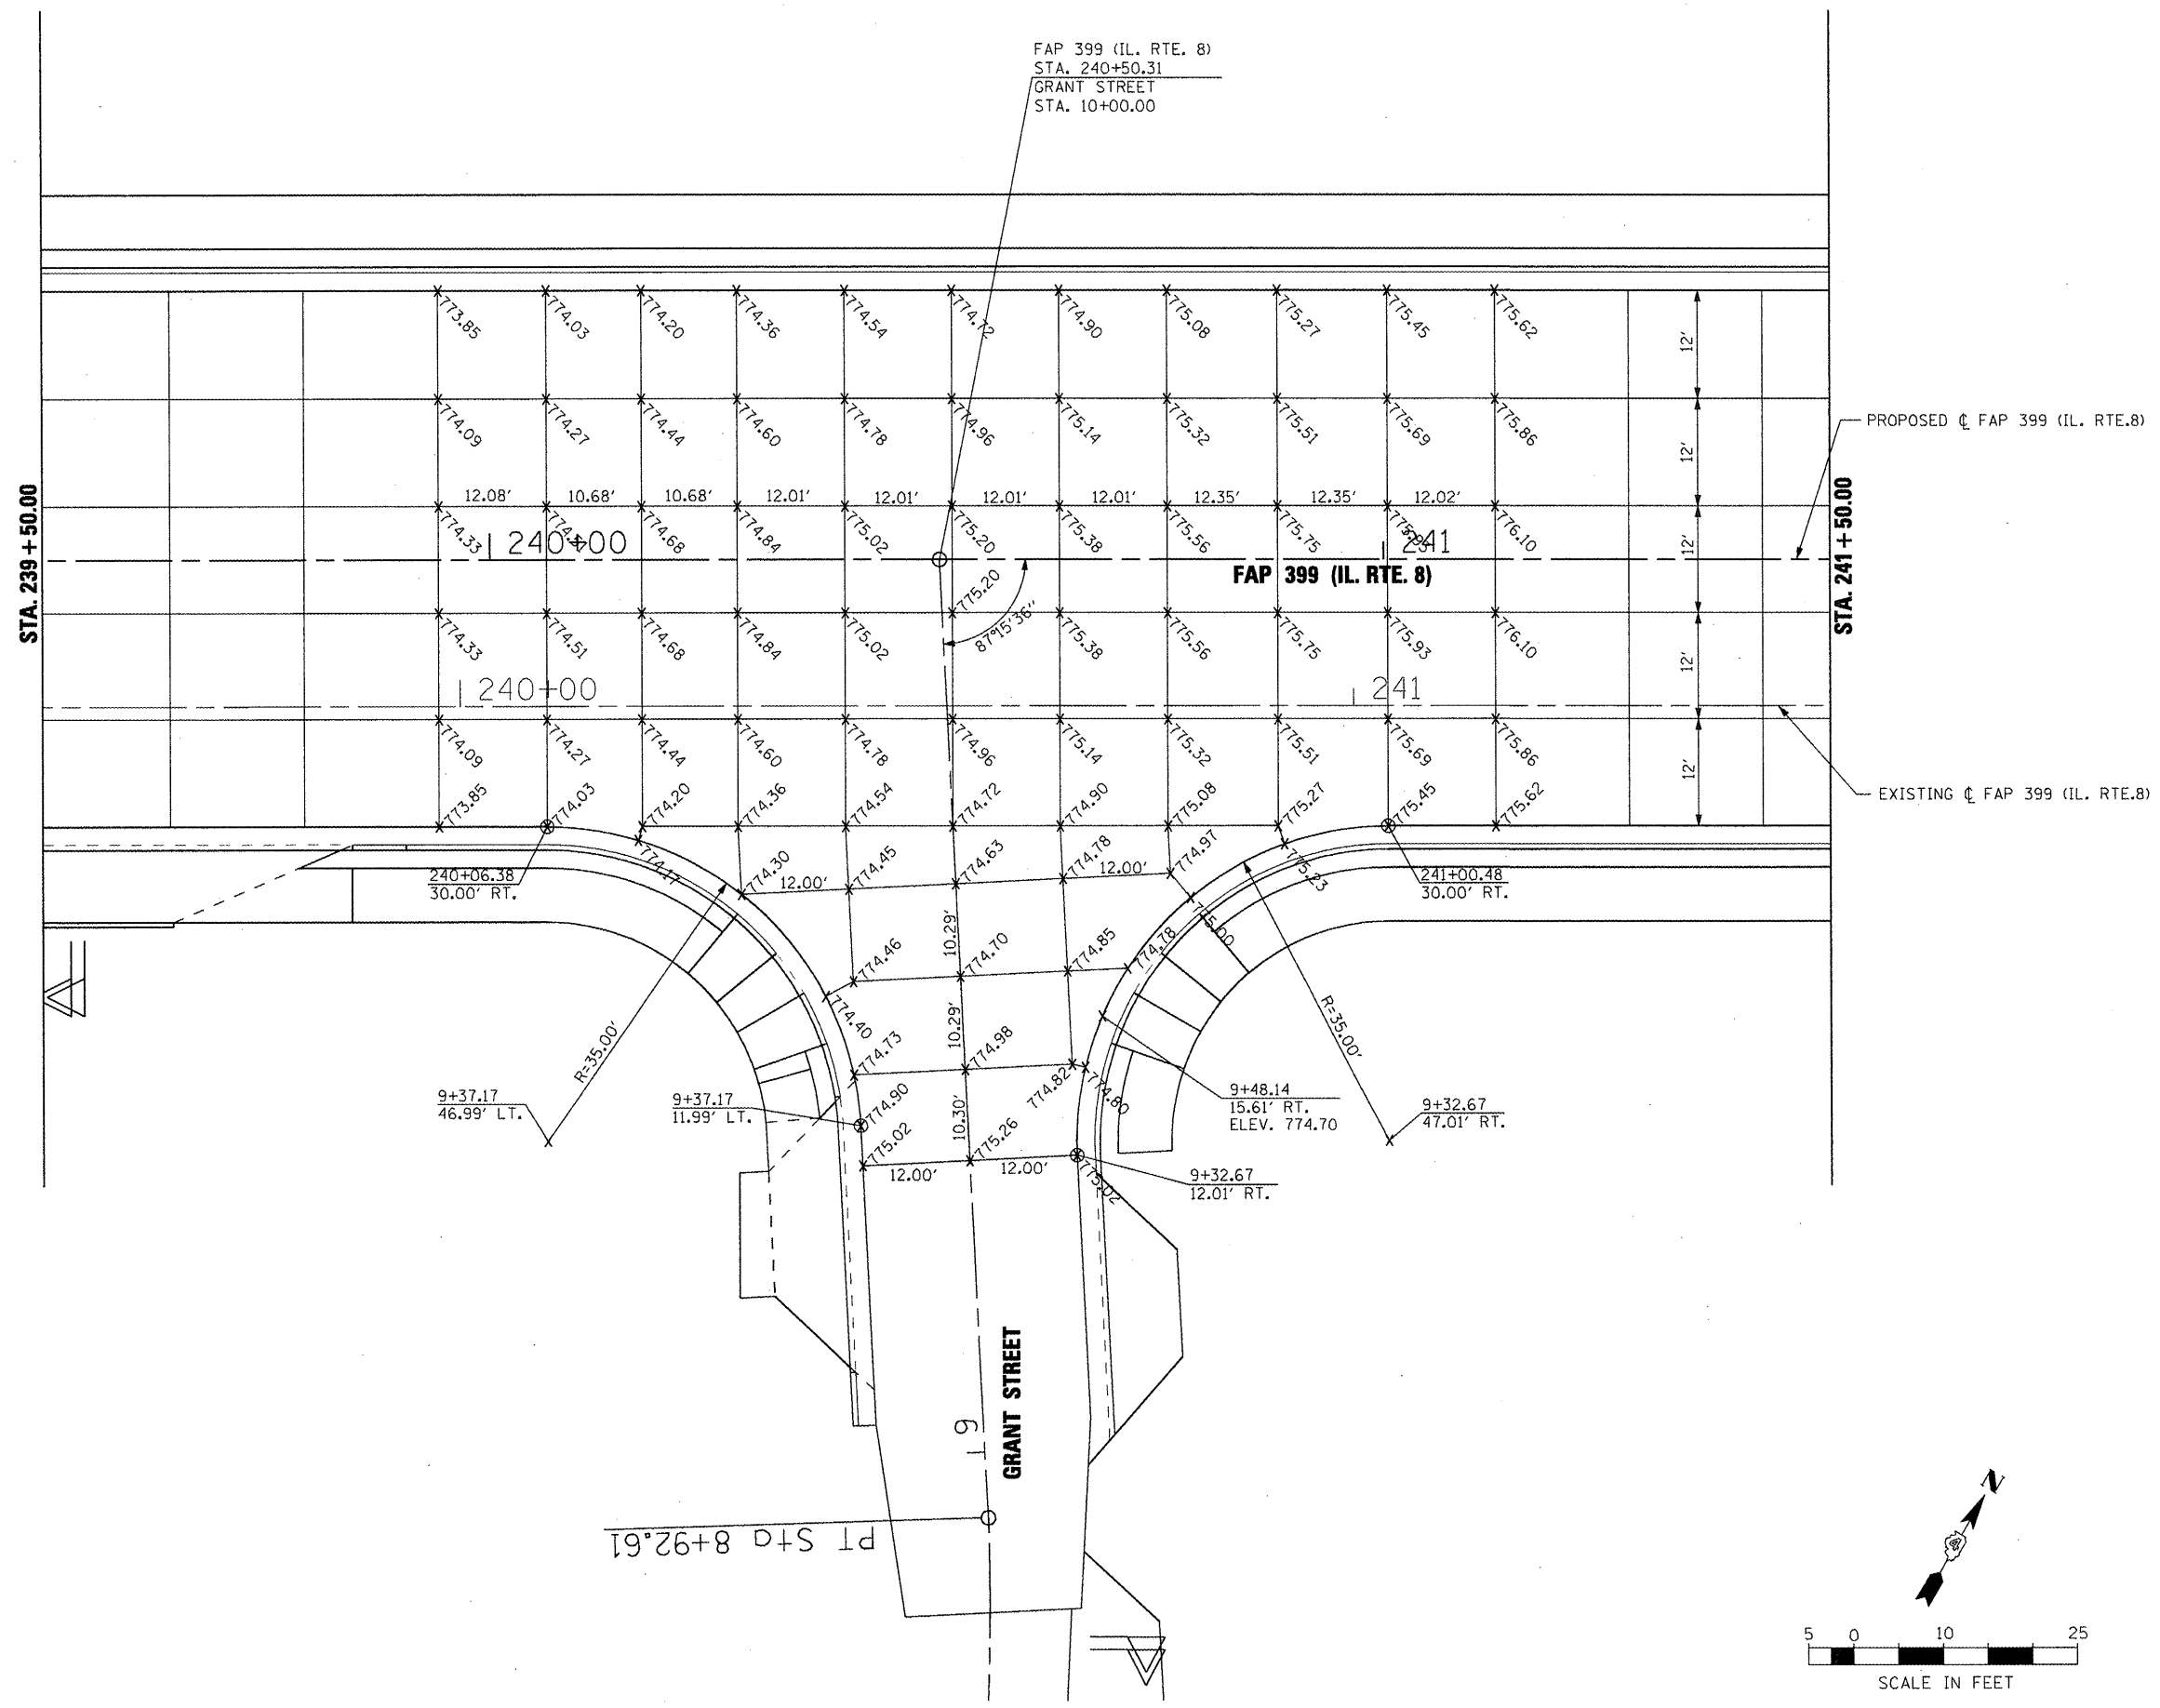 FAP 399 (IL. RTE. 8)
STA. 240+50.31
GRANT STREET
STA. 10+00.00
773.85 774.03 774.20 774.36 774.54 774.72 774.90 775.08 775.27 775.45 775.62
12'
774.09 774.27 774.44 774.60 774.78 774.96 775.14 775.32 775.51 775.69 775.86
12'
PROPOSED ℄ FAP 399 (IL. RTE.8)
12.08' 10.68' 10.68' 12.01' 12.01' 12.01' 12.01' 12.35' 12.35' 12.02'
774.33 774.68 774.84 775.02 775.20 775.38 775.56 775.75 776.10
12'
STA. 239+50.00
240+00
241
STA. 241+50.00
FAP 399 (IL. RTE. 8)
775.20
87°15'36"
774.33 774.51 774.68 774.84 775.02 775.38 775.56 775.75 775.93 776.10
12'
240+00
241
774.09 774.27 774.44 774.60 774.78 774.96 775.14 775.32 775.51 775.69 775.86
12'
EXISTING ℄ FAP 399 (IL. RTE.8)
773.85 774.03 774.20 774.36 774.54 774.72 774.90 775.08 775.27 775.45 775.62
774.17
774.30 774.45 774.63 774.78 774.97
12.00' 12.00'
775.23
775.00
240+06.38
30.00' RT.
241+00.48
30.00' RT.
10.29'
774.46 774.70 774.85 774.78
774.40
R=35.00'
R=35.00'
10.29'
774.73 774.98 774.82 774.80
9+37.17
46.99' LT.
9+37.17
11.99' LT.
774.90
9+48.14
15.61' RT.
ELEV. 774.70
9+32.67
47.01' RT.
10.30'
775.02 775.26 775.02
12.00' 12.00'
9+32.67
12.01' RT.
9
GRANT STREET
PT Sta 8+92.61
N
5 0 10 25
SCALE IN FEET